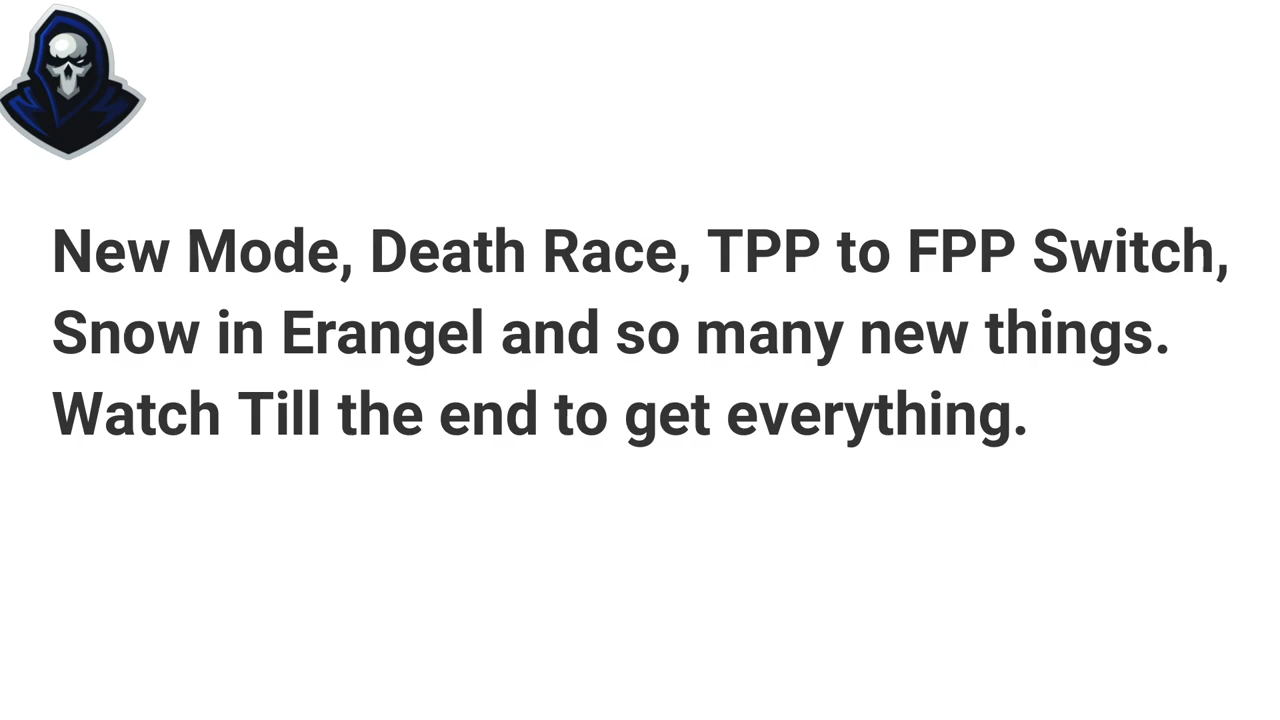 New Mode, Death Race, TPP to FPP Switch,
Snow in Erangel and so many new things.
Watch Till the end to get everything.